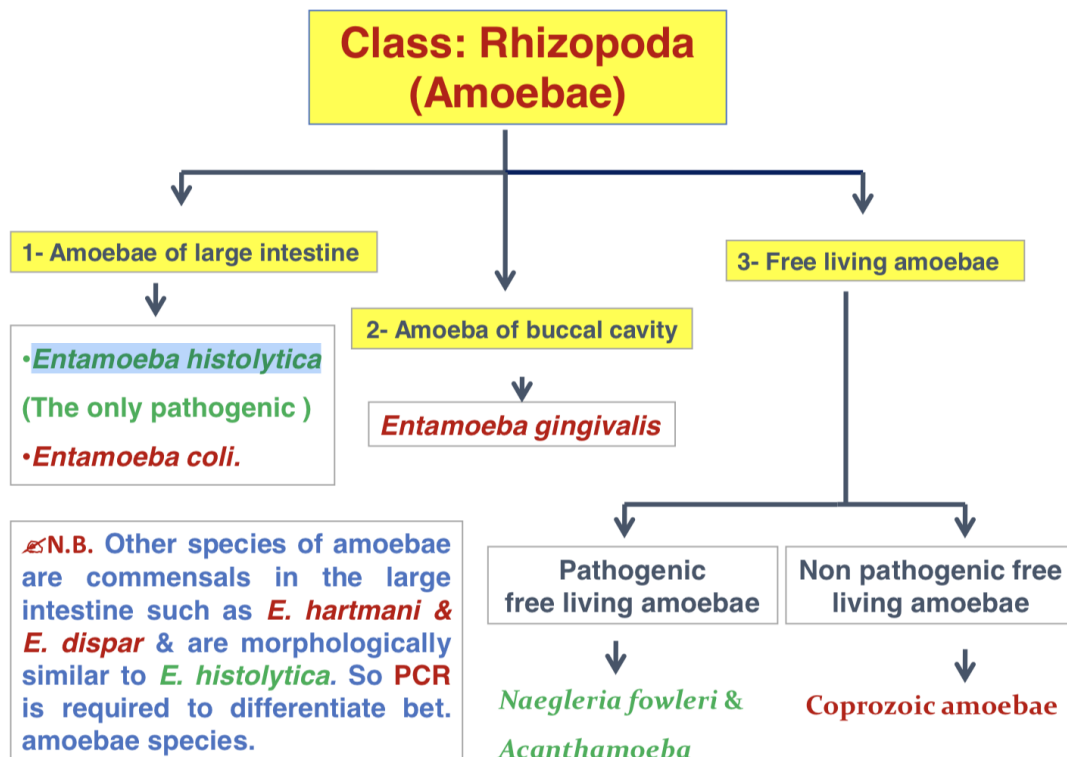 Class: Rhizopoda
(Amoebae)
1- Amoebae of large intestine
•Entamoeba histolytica
(The only pathogenic )
•Entamoeba coli.
2- Amoeba of buccal cavity
Entamoeba gingivalis
3- Free living amoebae
Pathogenic
free living amoebae
Naegleria fowleri &
Acanthamoeba
Non pathogenic free
living amoebae
Coprozoic amoebae
✍N.B. Other species of amoebae
are commensals in the large
intestine such as E. hartmani &
E. dispar & are morphologically
similar to E. histolytica. So PCR
is required to differentiate bet.
amoebae species.